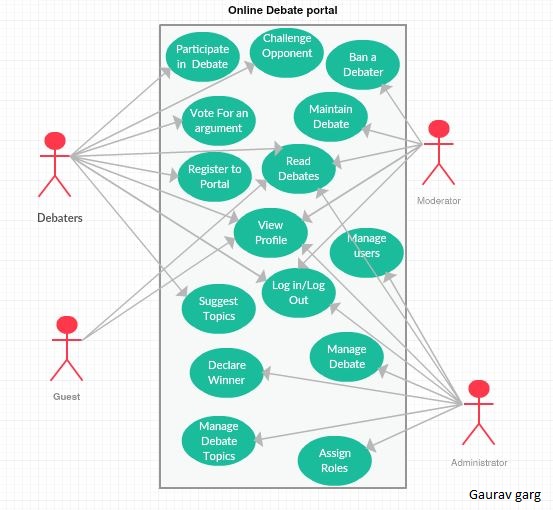 Online Debate portal
Challenge
Opponent
Participate
in Debate
Ban a
Debater
Vote For an
argument
Maintain
Debate
Read
Debates
Register to
Portal
Debaters
Moderator
View
Profile
Manage
users
Log in/Log
Out
Suggest
Topics
Guest
Declare
Winner
Manage
Debate
Manage
Debate
Topics
Assign
Roles
Administrator
Gaurav garg